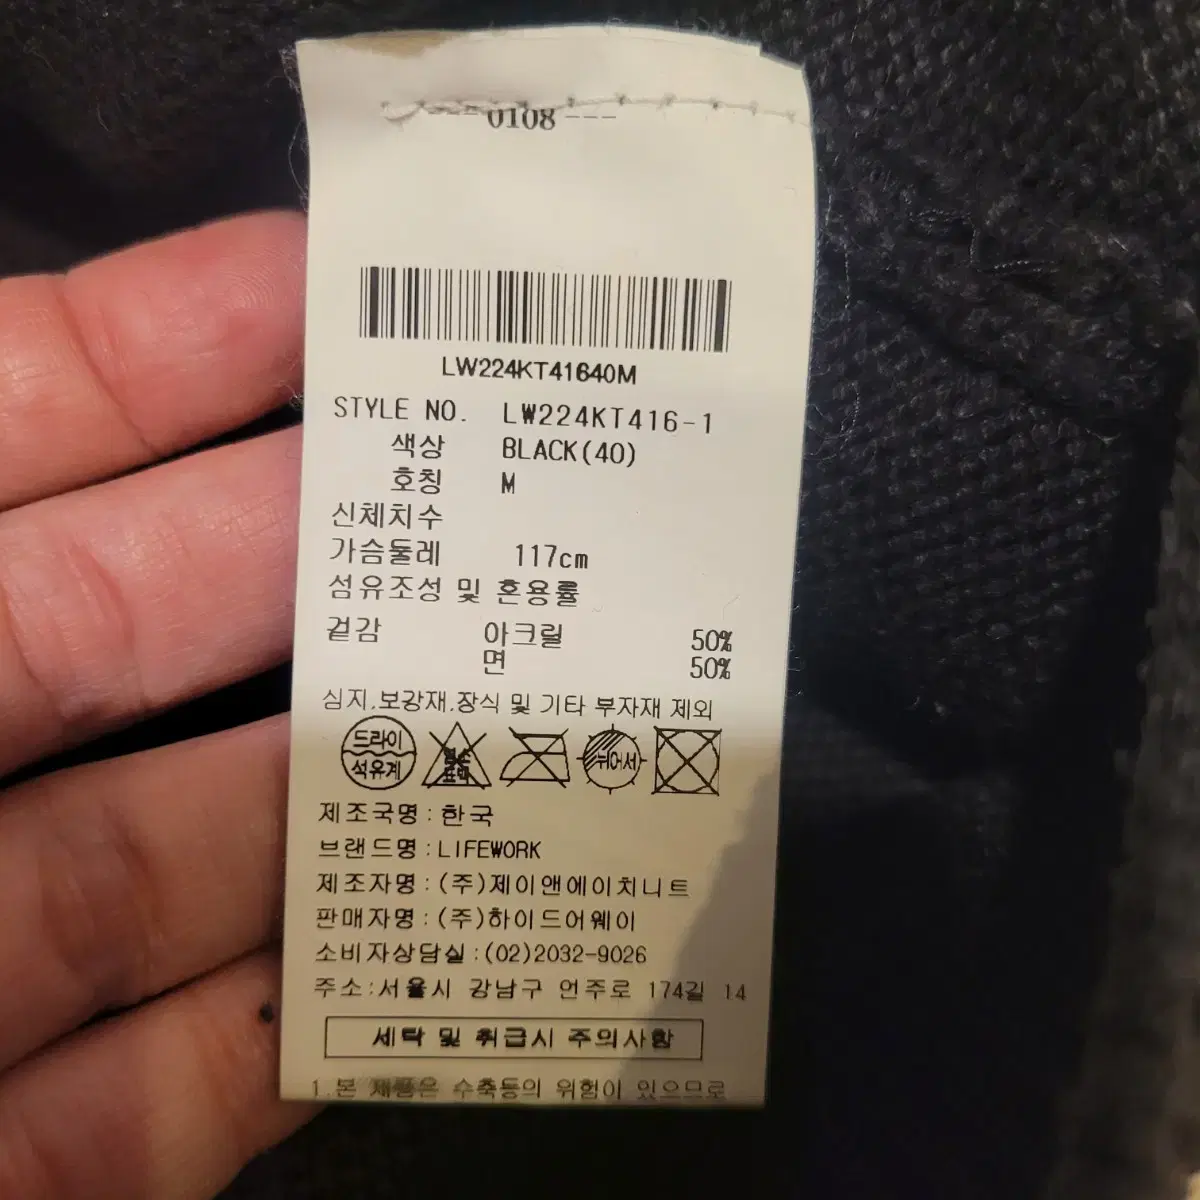 --- 0108 ---
LW224KT41640M
STYLE NO. LW224KT416-1
색상 BLACK(40)
호칭 M
신체치수
가슴둘레 117cm
섬유조성 및 혼용률
겉감 아크릴 50%
면 50%
심지,보강재,장식 및 기타 부자재 제외
드라이
석유계
염소
표백
뉘어서
제조국명:한국
브랜드명:LIFEWORK
제조자명:(주)제이앤에이치니트
판매자명:(주)하이드어웨이
소비자상담실:(02)2032-9026
주소:서울시 강남구 언주로 174길 14
세탁 및 취급시 주의사항
1.본 제품은 수축등의 위험이 있으므로